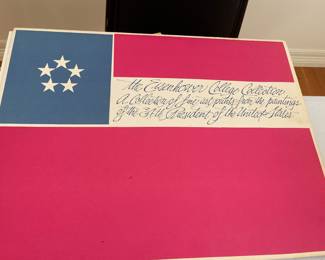 the Eisenhower College Collection
A Collection of fine art prints from the paintings
of the 34th President of the United States